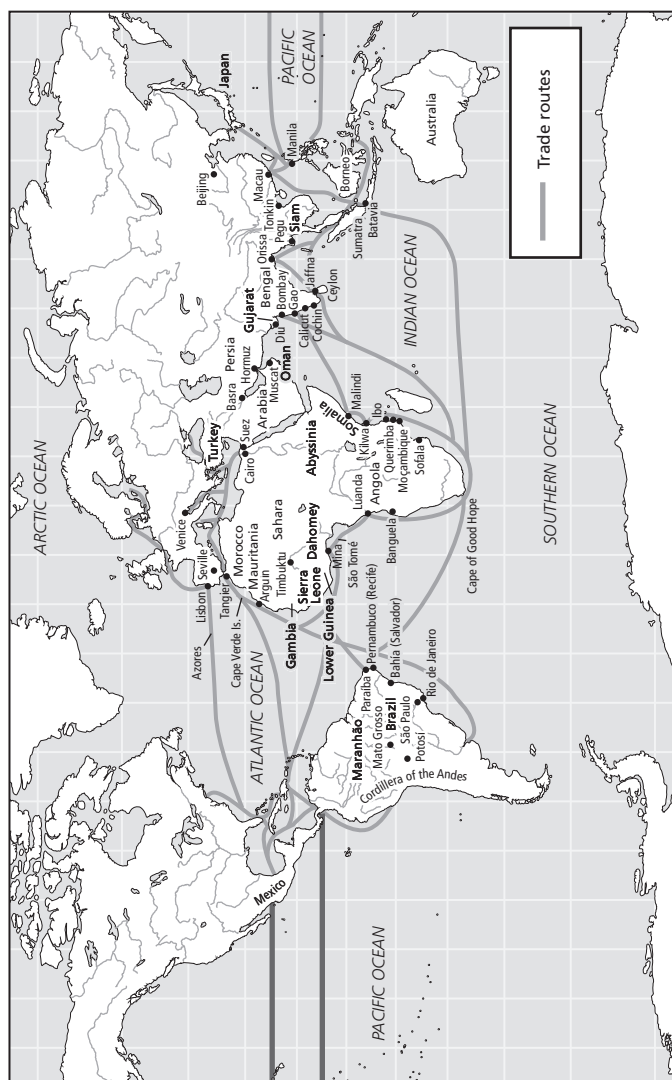 ARCTIC OCEAN
PACIFIC
OCEAN
Japan
Beijing
Macau
Manila
Tonkin
Pegu
Siam
Borneo
Sumatra
Batavia
Australia
Orissa
Bengal
Bombay
Gao
Jaffna
Ceylon
Calicut
Cochin
Gujarat
Diu
Persia
Hormuz
Muscat
Oman
Basra
Arabia
Turkey
Suez
Cairo
Abyssinia
Somalia
Malindi
Kilwa
Ibo
Querimba
Moçambique
Sofala
INDIAN OCEAN
Luanda
Angola
Banguela
Venice
Seville
Lisbon
Tangier
Morocco
Mauritania
Arguin
Timbuktu
Sahara
Sierra
Leone
Dahomey
Mina
São Tomé
Gambia
Lower Guinea
Azores
Cape Verde Is.
ATLANTIC OCEAN
Cape of Good Hope
SOUTHERN OCEAN
Pernambuco (Recife)
Paraíba
Bahía (Salvador)
Rio de Janeiro
Maranhão
Mato Grosso
Brazil
São Paulo
Potosí
Cordillera of the Andes
Mexico
PACIFIC OCEAN
Trade routes